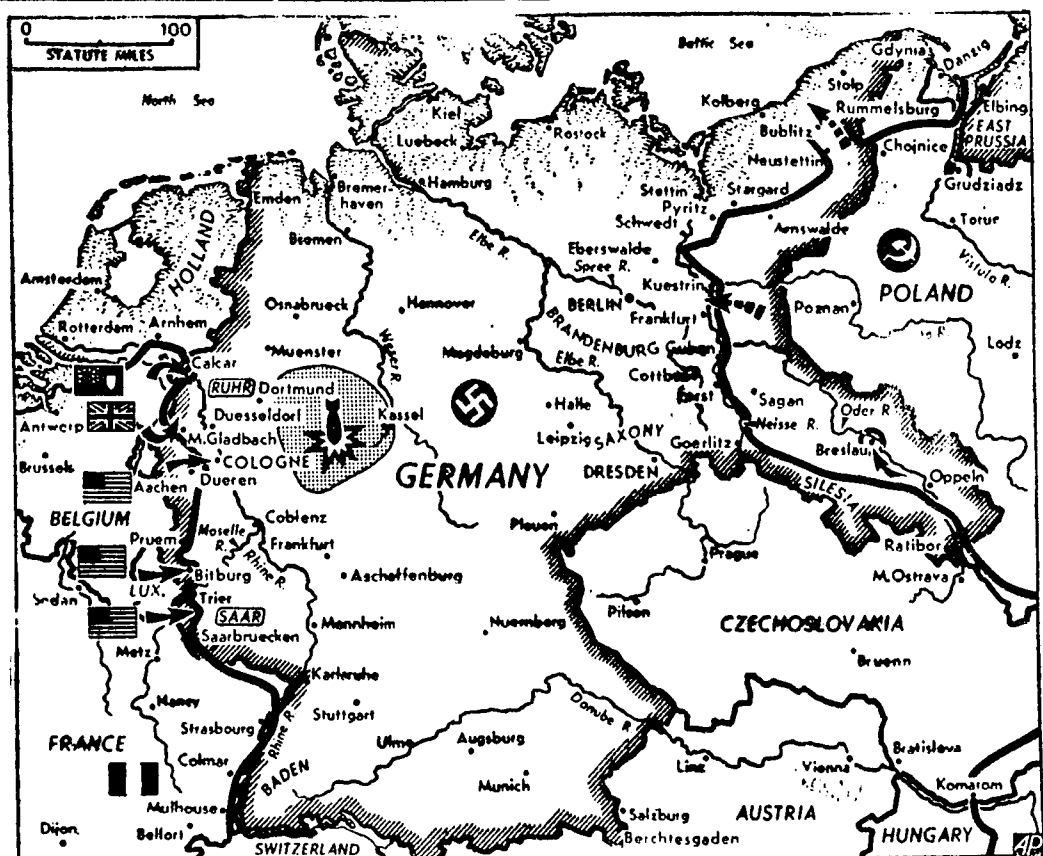 0 100
STATUTE MILES
North Sea
Baltic Sea
Gdynia
Danzig
Stolp
Rummelsburg
Elbing
EAST
PRUSSIA
Kolberg
Bublitz
Neustettin
Chojnice
Kiel
Luebeck
Rostock
Hamburg
Stettin
Stargard
Grudziadz
Emden
Bremer-
haven
Pyritz
Schwedt
Arnswalde
Bremen
Elbe R.
HOLLAND
Eberswalde
Spree R.
Vistula R.
Amsterdam
Osnabrueck
Hannover
BERLIN
Kuestrin
Frankfurt
POLAND
Poznan
Rotterdam
Arnhem
Muenster
Weser R.
Magdeburg
BRANDENBURG
Guben
Elbe R.
Lodz
Calcar
RUHR
Dortmund
Cottbus
Forst
Sagan
Oder R
Antwerp
Duesseldorf
Kassel
Halle
Neisse R.
M.Gladbach
Leipzig
SAXONY
Goerlitz
Breslau
Brussels
COLOGNE
Dueren
GERMANY
DRESDEN
Aachen
SILESIA
Oppeln
BELGIUM
Coblenz
Plauen
Pruem
Moselle
R.
Frankfurt
Rhine R.
Prague
Ratibor
Bitburg
Aschaffenburg
M.Ostrava
Sedan
LUX.
Trier
Pilsen
SAAR
Mannheim
Nuernberg
CZECHOSLOVAKIA
Saarbruecken
Metz
Bruenn
Karlsruhe
Nancy
Stuttgart
Danube R
Strasbourg
Rhine R.
FRANCE
Ulm
Augsburg
Bratislava
Colmar
BADEN
Linz
Vienna
Munich
Komarom
Mulhouse
Salzburg
AUSTRIA
Dijon
Belfort
Berchtesgaden
HUNGARY
SWITZERLAND
AP